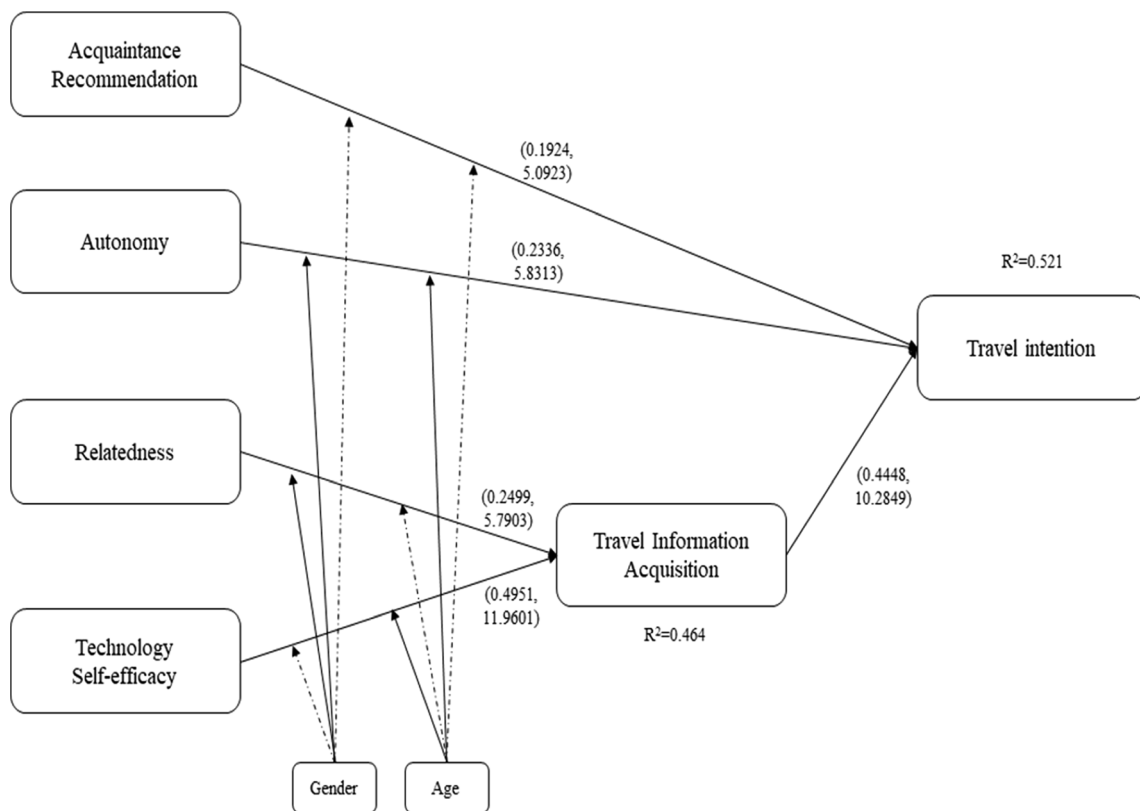 Acquaintance
Recommendation
(0.1924,
5.0923)
Autonomy
(0.2336,
5.8313)
R²=0.521
Travel intention
Relatedness
(0.2499,
5.7903)
(0.4448,
10.2849)
Travel Information
Acquisition
(0.4951,
11.9601)
R²=0.464
Technology
Self-efficacy
Gender
Age